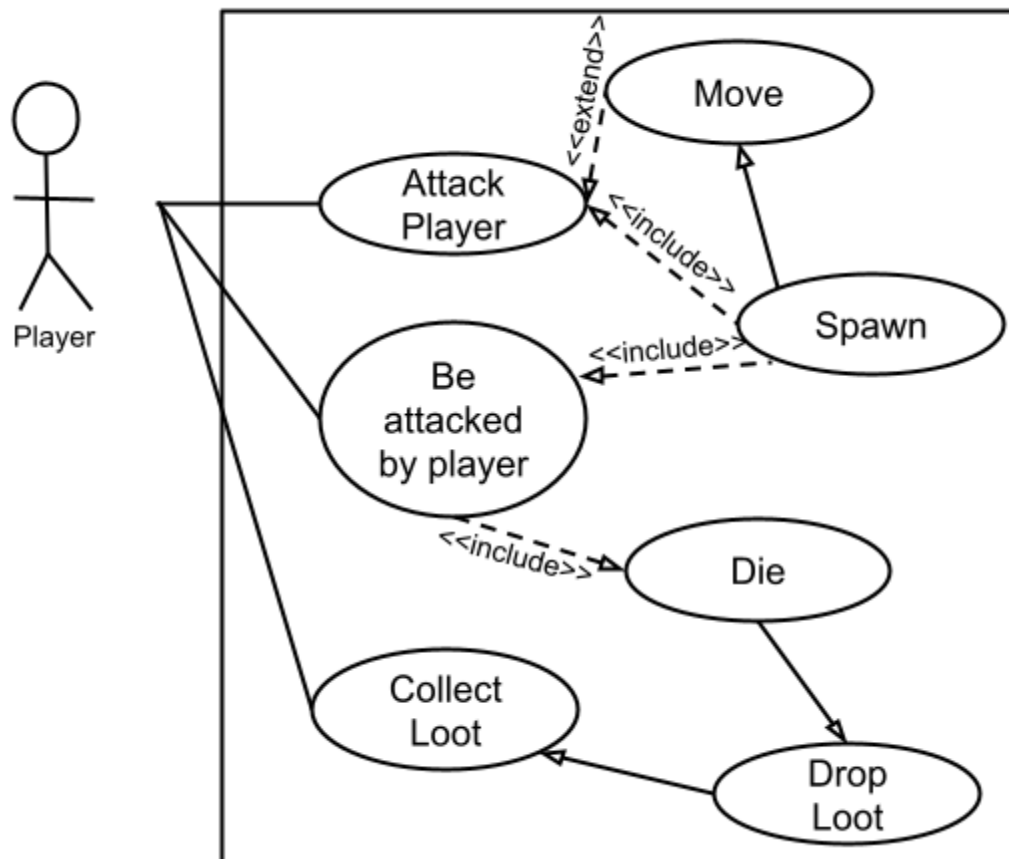 <<extend>>
Move
Attack
Player
<<include>>
Spawn
Player
<<include>>
Be
attacked
by player
<<include>>
Die
Collect
Loot
Drop
Loot